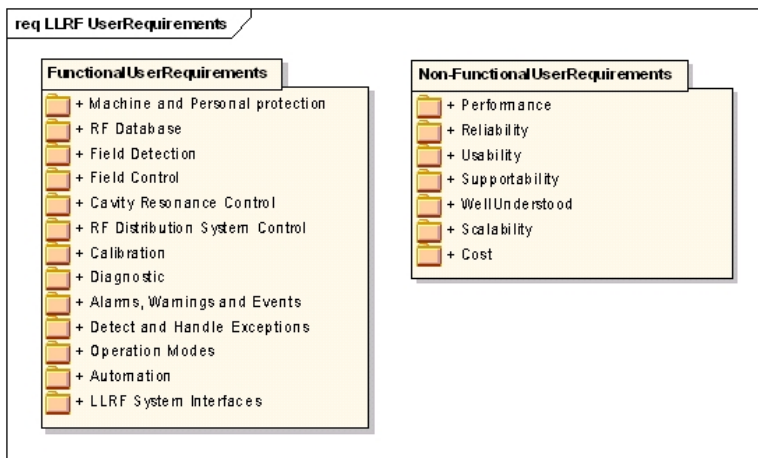 req LLRF UserRequirements
FunctionalUserRequirements
+ Machine and Personal protection
+ RF Database
+ Field Detection
+ Field Control
+ Cavity Resonance Control
+ RF Distribution System Control
+ Calibration
+ Diagnostic
+ Alarms, Warnings and Events
+ Detect and Handle Exceptions
+ Operation Modes
+ Automation
+ LLRF System Interfaces
Non-FunctionalUserRequirements
+ Performance
+ Reliability
+ Usability
+ Supportability
+ WellUnderstood
+ Scalability
+ Cost